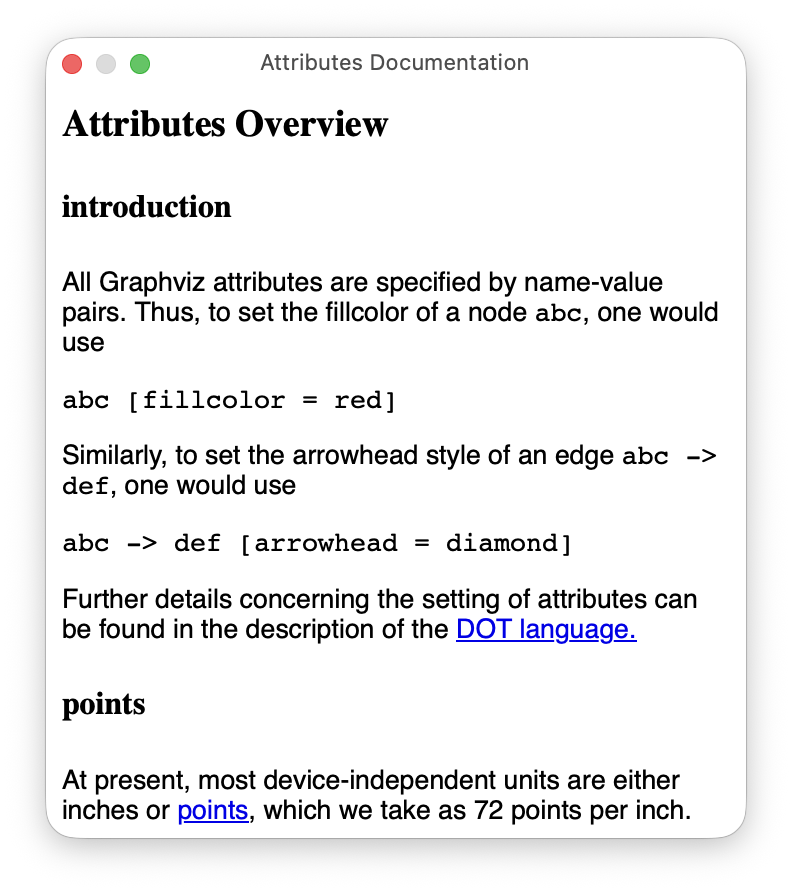 Attributes Documentation
Attributes Overview
introduction
All Graphviz attributes are specified by name-value
pairs. Thus, to set the fillcolor of a node abc, one would
use
abc [fillcolor = red]
Similarly, to set the arrowhead style of an edge abc ->
def, one would use
abc -> def [arrowhead = diamond]
Further details concerning the setting of attributes can
be found in the description of the DOT language.
points
At present, most device-independent units are either
inches or points, which we take as 72 points per inch.